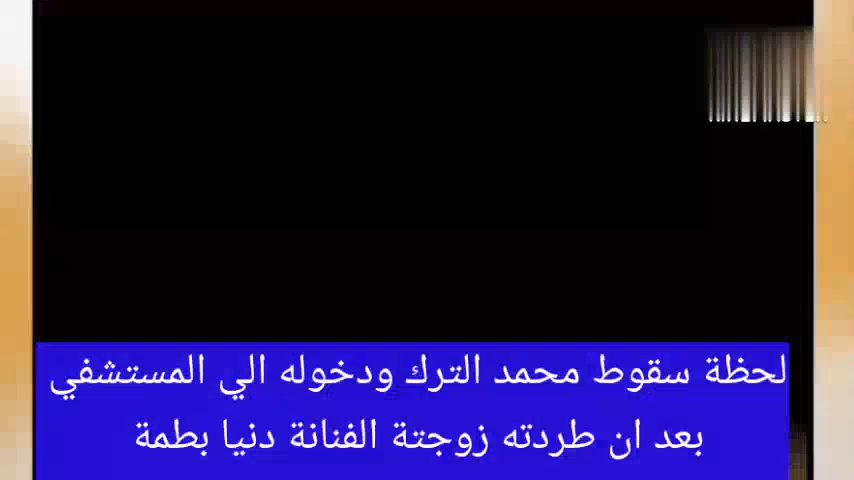 لحظة سقوط محمد الترك ودخوله الي المستشفي
بعد ان طردته زوجتة الفنانة دنيا بطمة